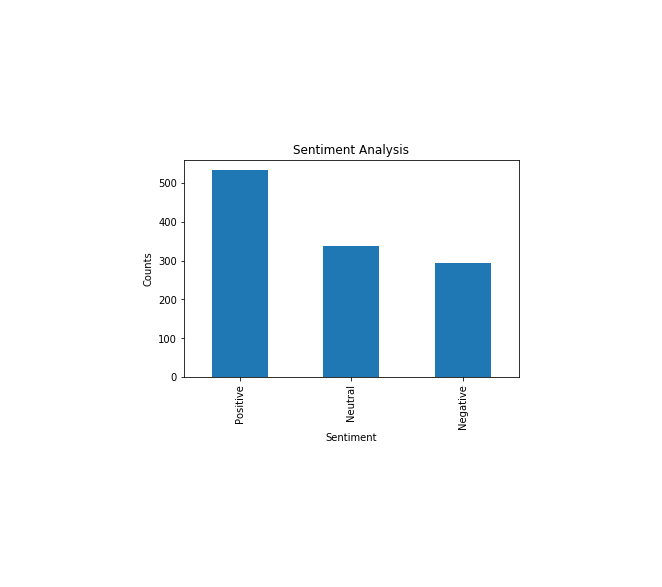 Sentiment Analysis
500
400
300
200
100
0
Counts
Positive
Neutral
Negative
Sentiment